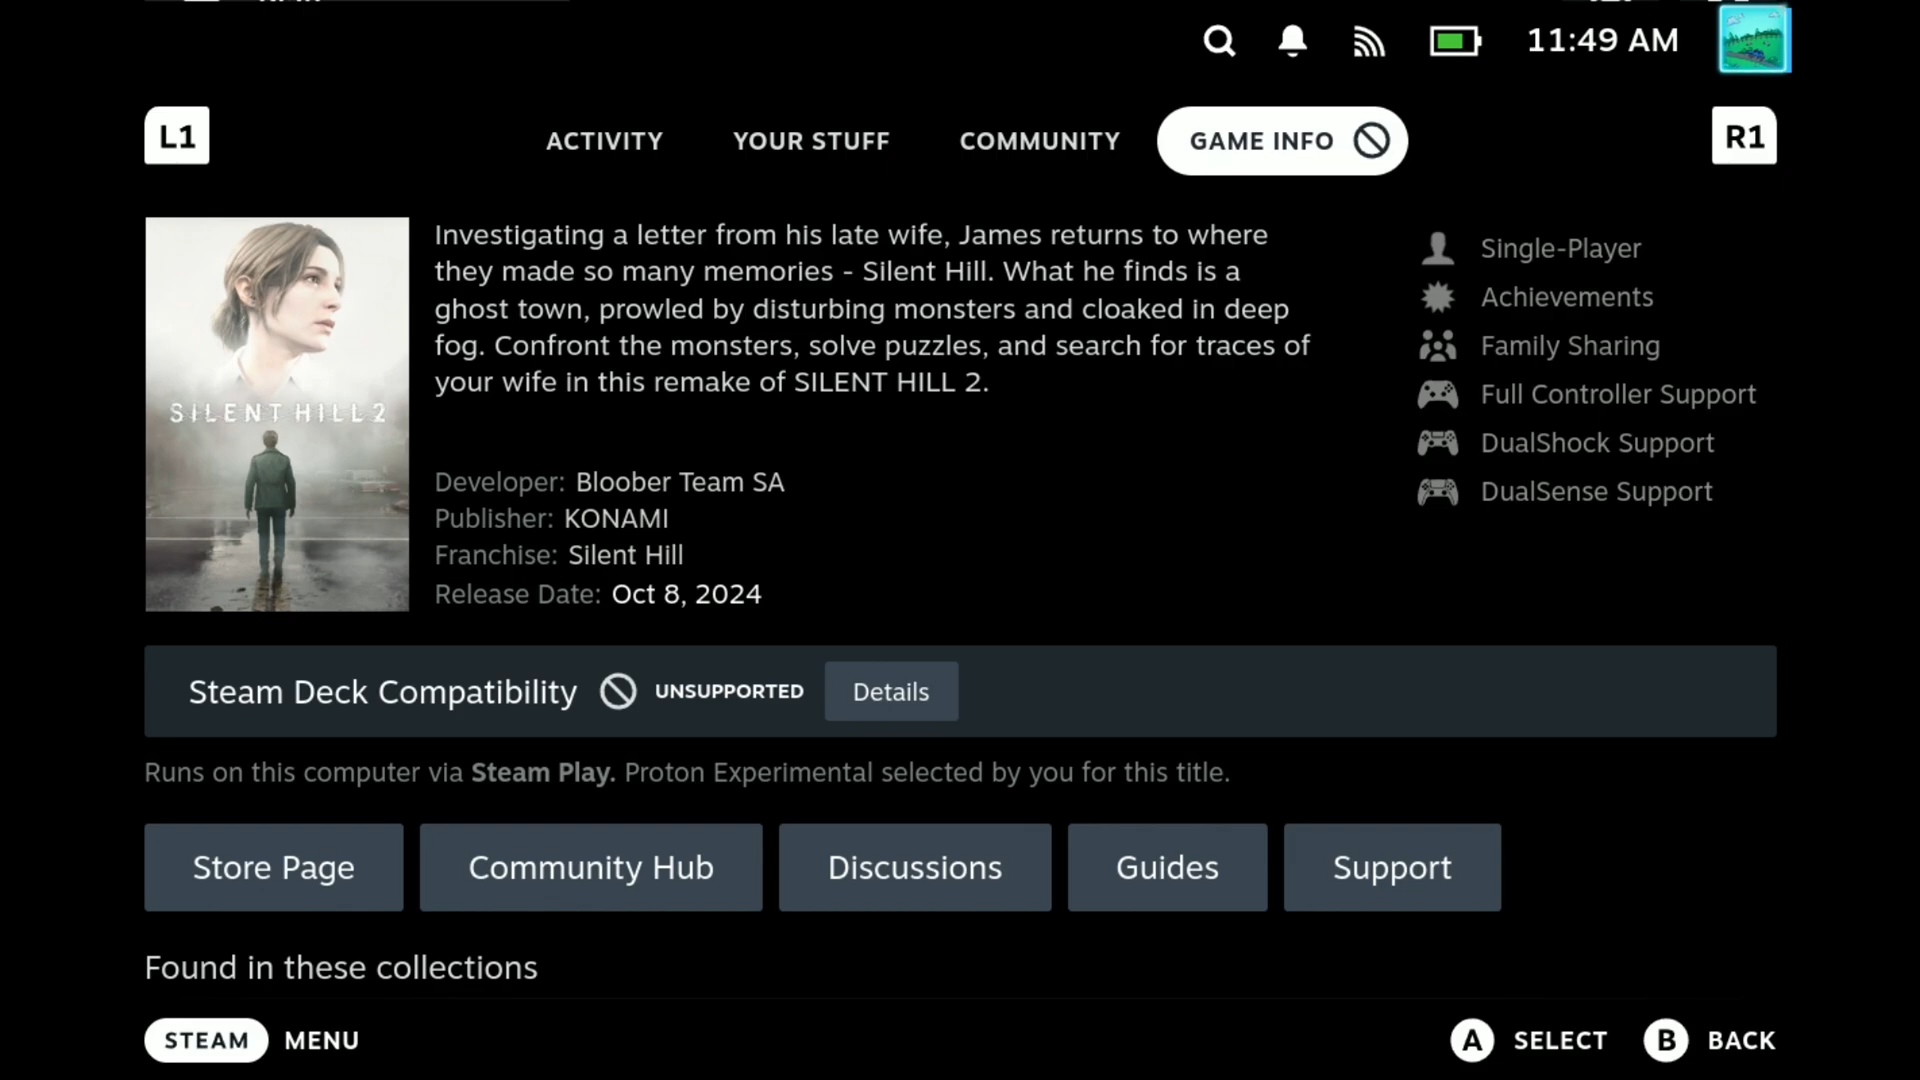 11:49 AM
L1
ACTIVITY
YOUR STUFF
COMMUNITY
GAME INFO
R1
SILENT HILL 2
Investigating a letter from his late wife, James returns to where
they made so many memories - Silent Hill. What he finds is a
ghost town, prowled by disturbing monsters and cloaked in deep
fog. Confront the monsters, solve puzzles, and search for traces of
your wife in this remake of SILENT HILL 2.
Developer: Bloober Team SA
Publisher: KONAMI
Franchise: Silent Hill
Release Date: Oct 8, 2024
Single-Player
Achievements
Family Sharing
Full Controller Support
DualShock Support
DualSense Support
Steam Deck Compatibility UNSUPPORTED Details
Runs on this computer via Steam Play. Proton Experimental selected by you for this title.
Store Page
Community Hub
Discussions
Guides
Support
Found in these collections
STEAM MENU
A SELECT
B BACK